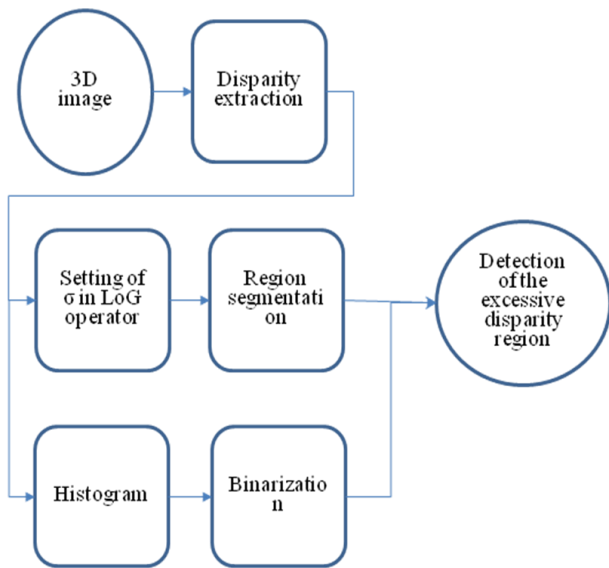 3D
image
Disparity
extraction
Setting of
σ in LoG
operator
Region
segmentati
on
Detection
of the
excessive
disparity
region
Histogram
Binarizatio
n